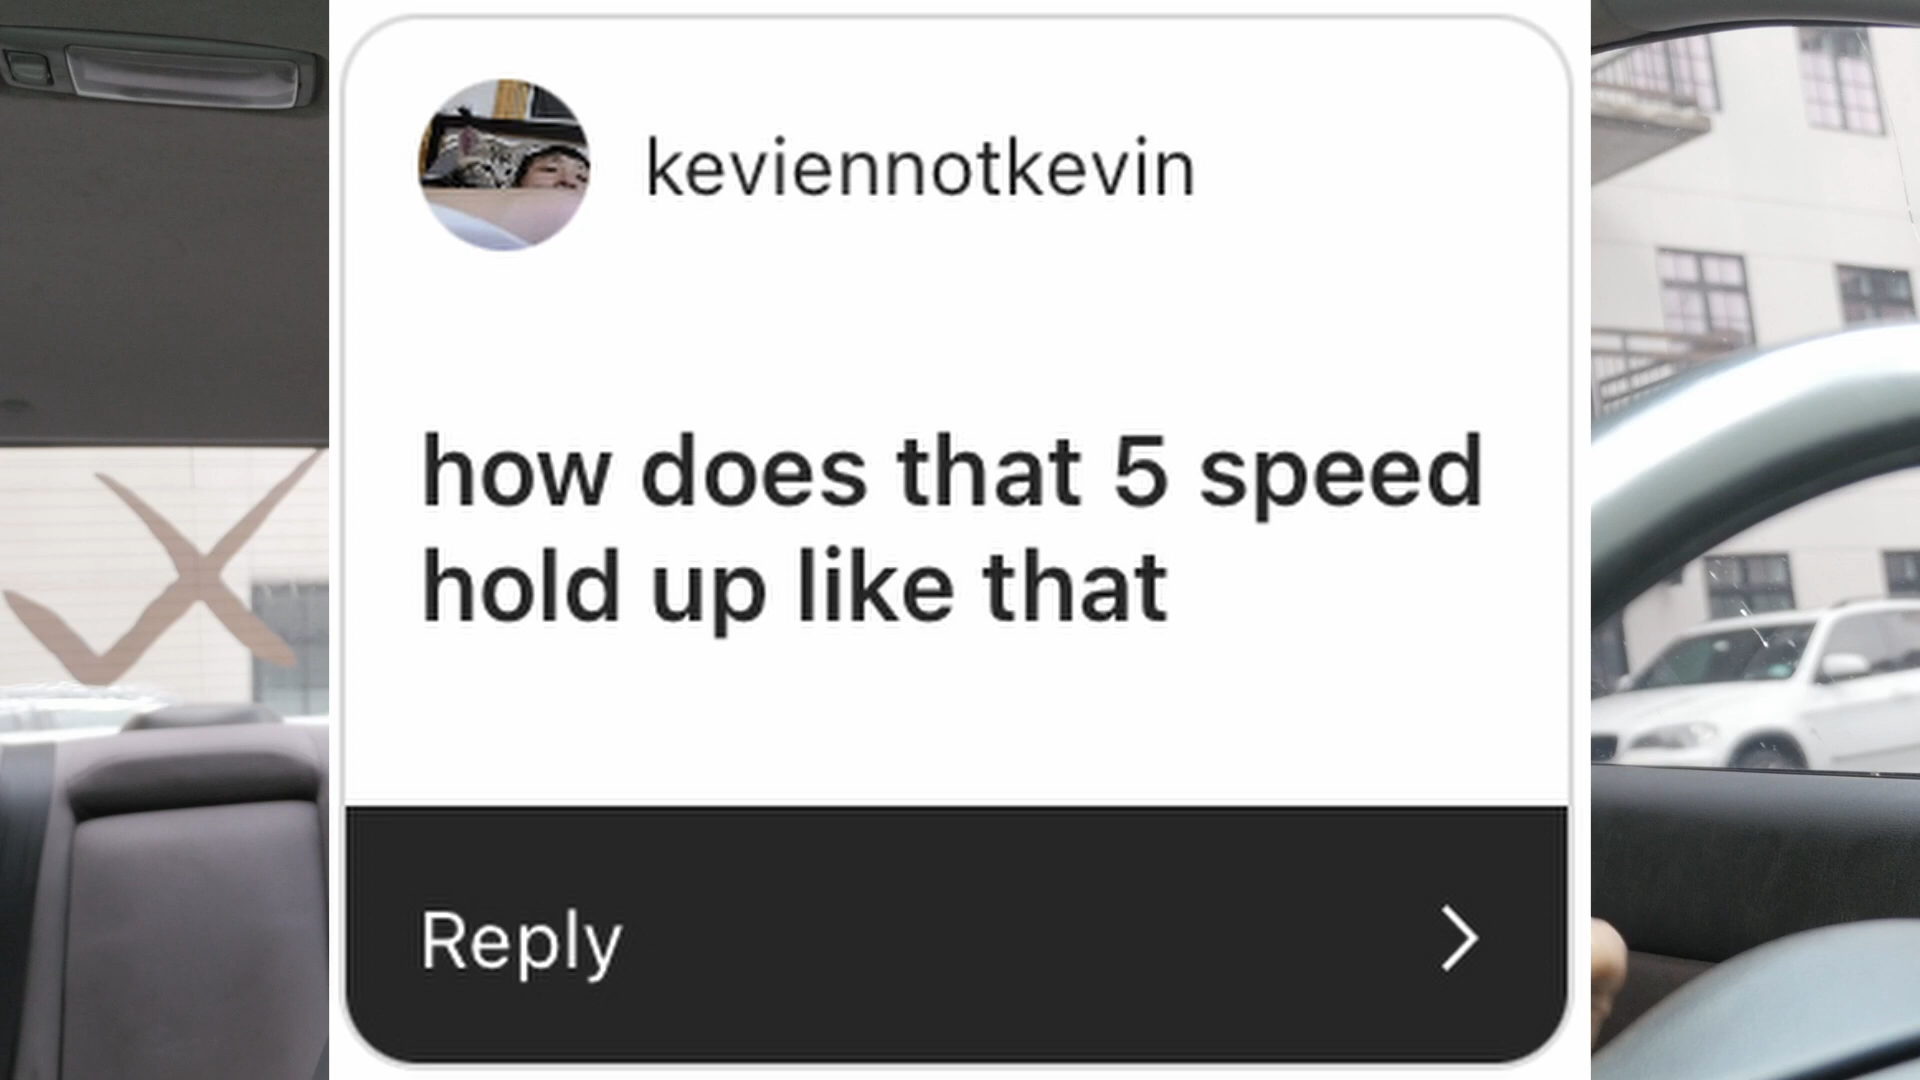 keviennotkevin
how does that 5 speed
hold up like that
Reply